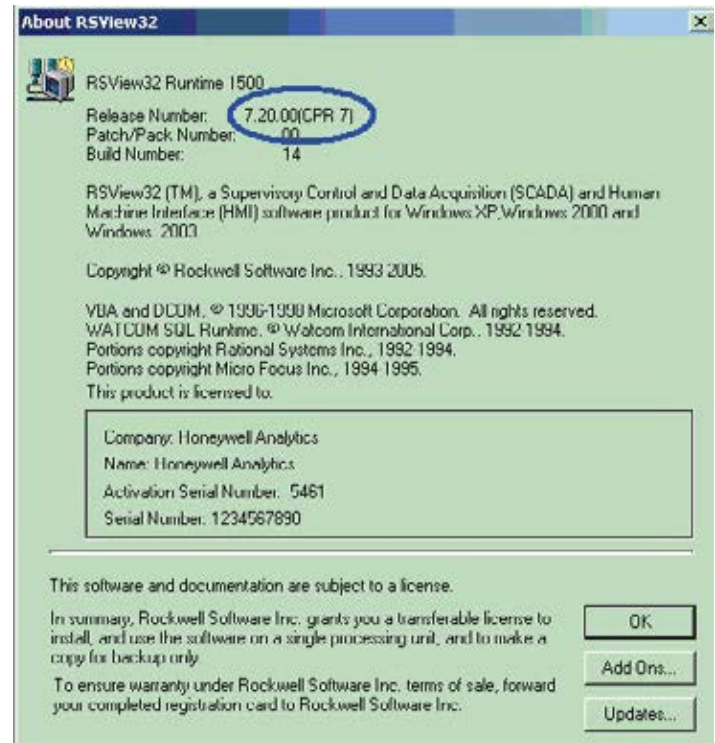 About RSView32
RSView32 Runtime 1500
Release Number: 7.20.00(CPR 7)
Patch/Pack Number: 00
Build Number: 14
RSView32 (TM), a Supervisory Control and Data Acquisition (SCADA) and Human
Machine Interface (HMI) software product for Windows XP,Windows 2000 and
Windows 2003
Copyright © Rockwell Software Inc., 1993-2005.
VBA and DCOM, © 1996-1998 Microsoft Corporation. All rights reserved.
WATCOM SQL Runtime, © Watcom International Corp., 1992-1994.
Portions copyright Rational Systems Inc., 1992-1994.
Portions copyright Micro Focus Inc., 1994-1995.
This product is licensed to:
Company: Honeywell Analytics
Name: Honeywell Analytics
Activation Serial Number: 5461
Serial Number: 1234567890
This software and documentation are subject to a license.
In summary, Rockwell Software Inc. grants you a transferable license to
install, and use the software on a single processing unit, and to make a
copy for backup only.
To ensure warranty under Rockwell Software Inc. terms of sale, forward
your completed registration card to Rockwell Software Inc.
OK
Add Ons...
Updates...